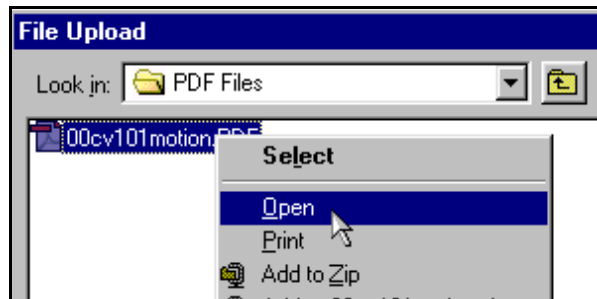 File Upload
Look in: PDF Files
00cv101motion.PDF
Select
Open
Print
Add to Zip